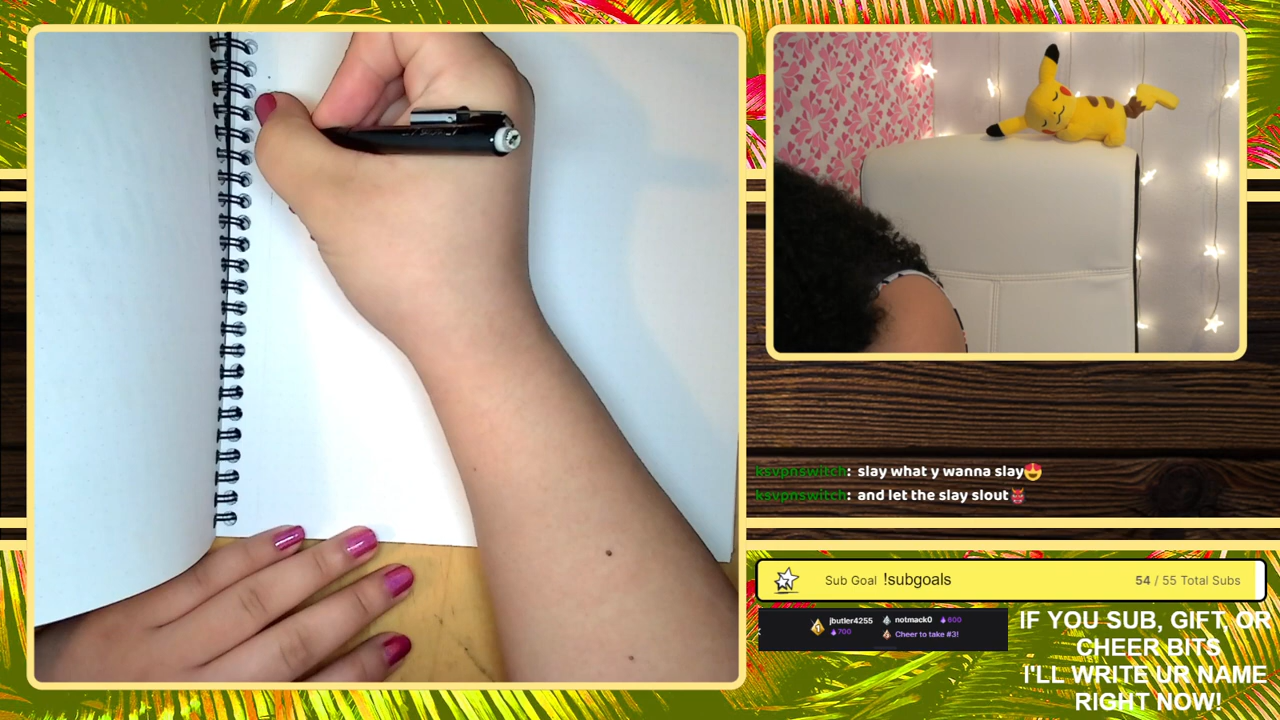 ksvpnswitch: slay what y wanna slay😍
ksvpnswitch: and let the slay slout👹
Sub Goal !subgoals
54 / 55 Total Subs
1 jbutler4255
700
notmack0 600
Cheer to take #3!
IF YOU SUB, GIFT, OR
CHEER BITS
I'LL WRITE UR NAME
RIGHT NOW!